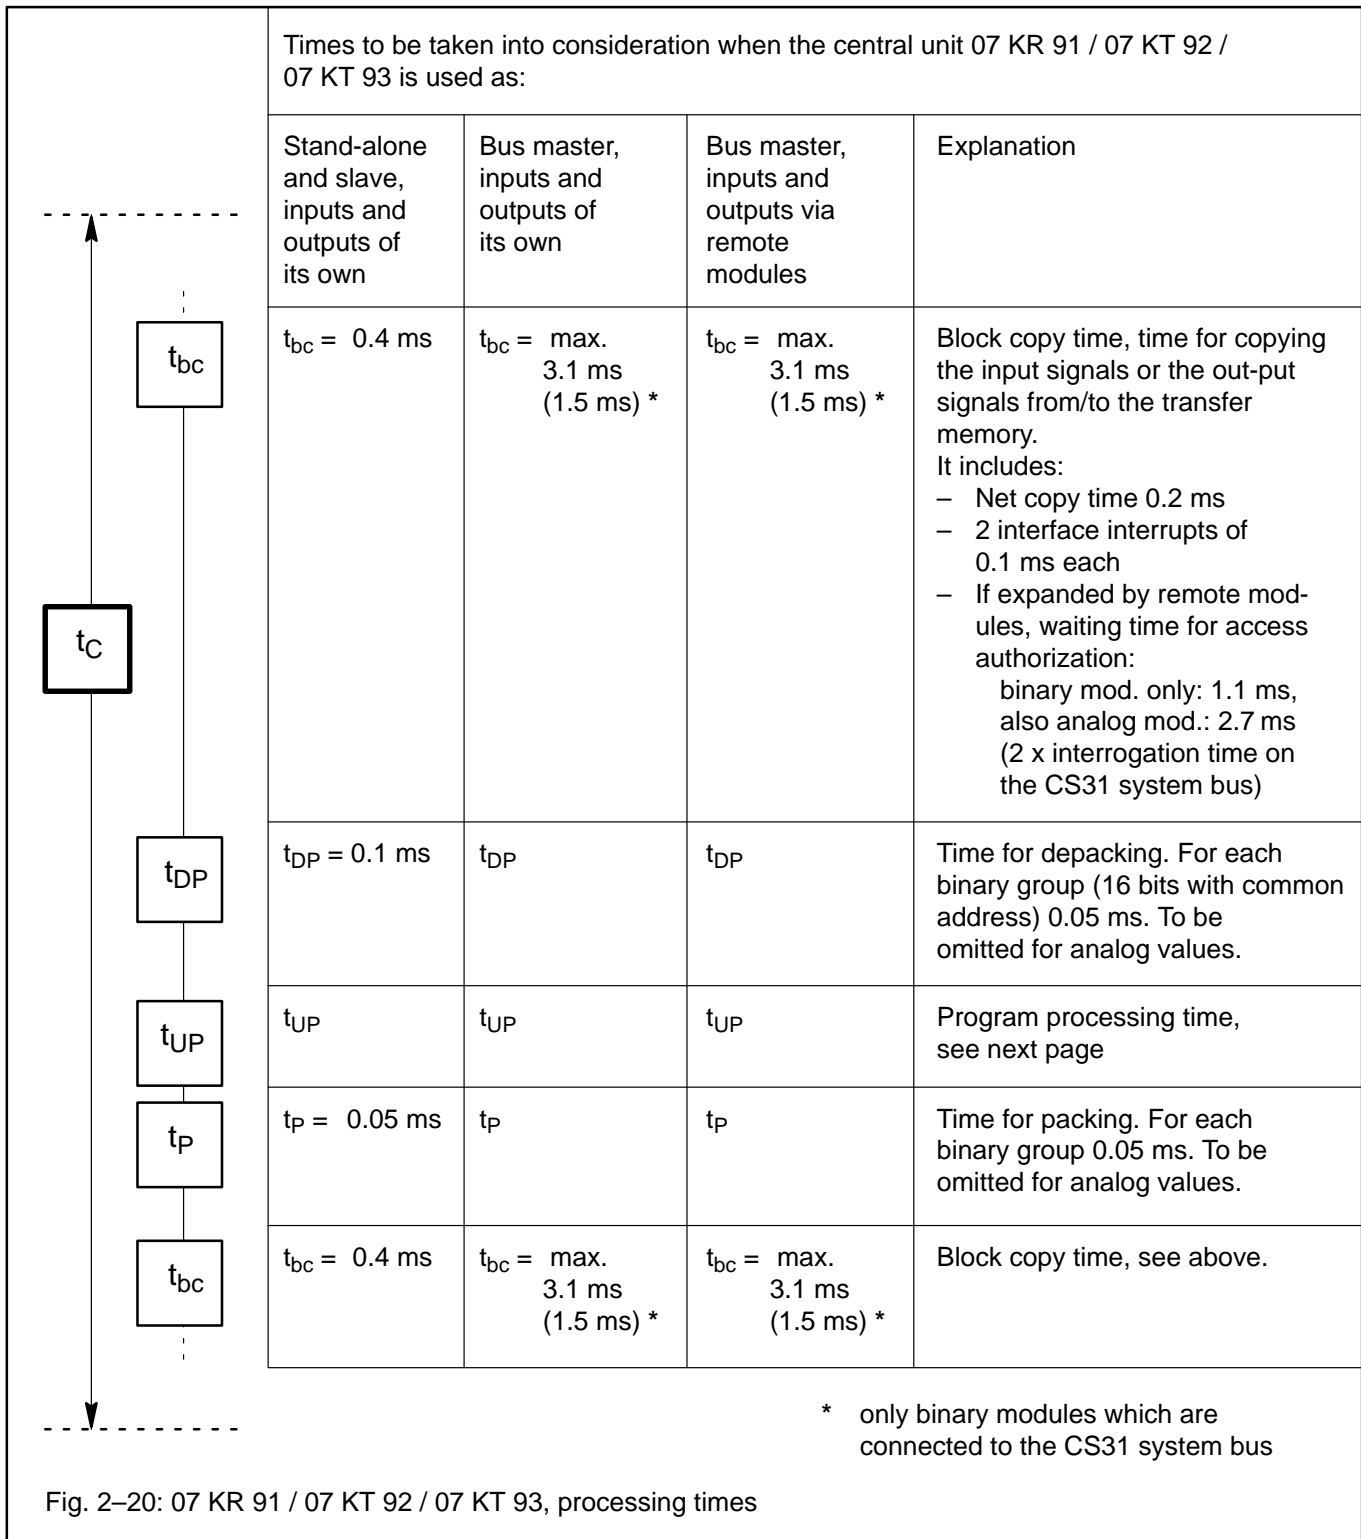 Times to be taken into consideration when the central unit 07 KR 91 / 07 KT 92 /
07 KT 93 is used as:
Stand-alone
and slave,
inputs and
outputs of
its own
Bus master,
inputs and
outputs of
its own
Bus master,
inputs and
outputs via
remote
modules
Explanation
tC
tbc
tbc = 0.4 ms
tbc = max.
3.1 ms
(1.5 ms) *
tbc = max.
3.1 ms
(1.5 ms) *
Block copy time, time for copying
the input signals or the out-put
signals from/to the transfer
memory.
It includes:
– Net copy time 0.2 ms
– 2 interface interrupts of
0.1 ms each
– If expanded by remote mod-
ules, waiting time for access
authorization:
binary mod. only: 1.1 ms,
also analog mod.: 2.7 ms
(2 x interrogation time on
the CS31 system bus)
tDP
tDP = 0.1 ms
tDP
tDP
Time for depacking. For each
binary group (16 bits with common
address) 0.05 ms. To be
omitted for analog values.
tUP
tUP
tUP
tUP
Program processing time,
see next page
tP
tP = 0.05 ms
tP
tP
Time for packing. For each
binary group 0.05 ms. To be
omitted for analog values.
tbc
tbc = 0.4 ms
tbc = max.
3.1 ms
(1.5 ms) *
tbc = max.
3.1 ms
(1.5 ms) *
Block copy time, see above.
* only binary modules which are
connected to the CS31 system bus
Fig. 2–20: 07 KR 91 / 07 KT 92 / 07 KT 93, processing times